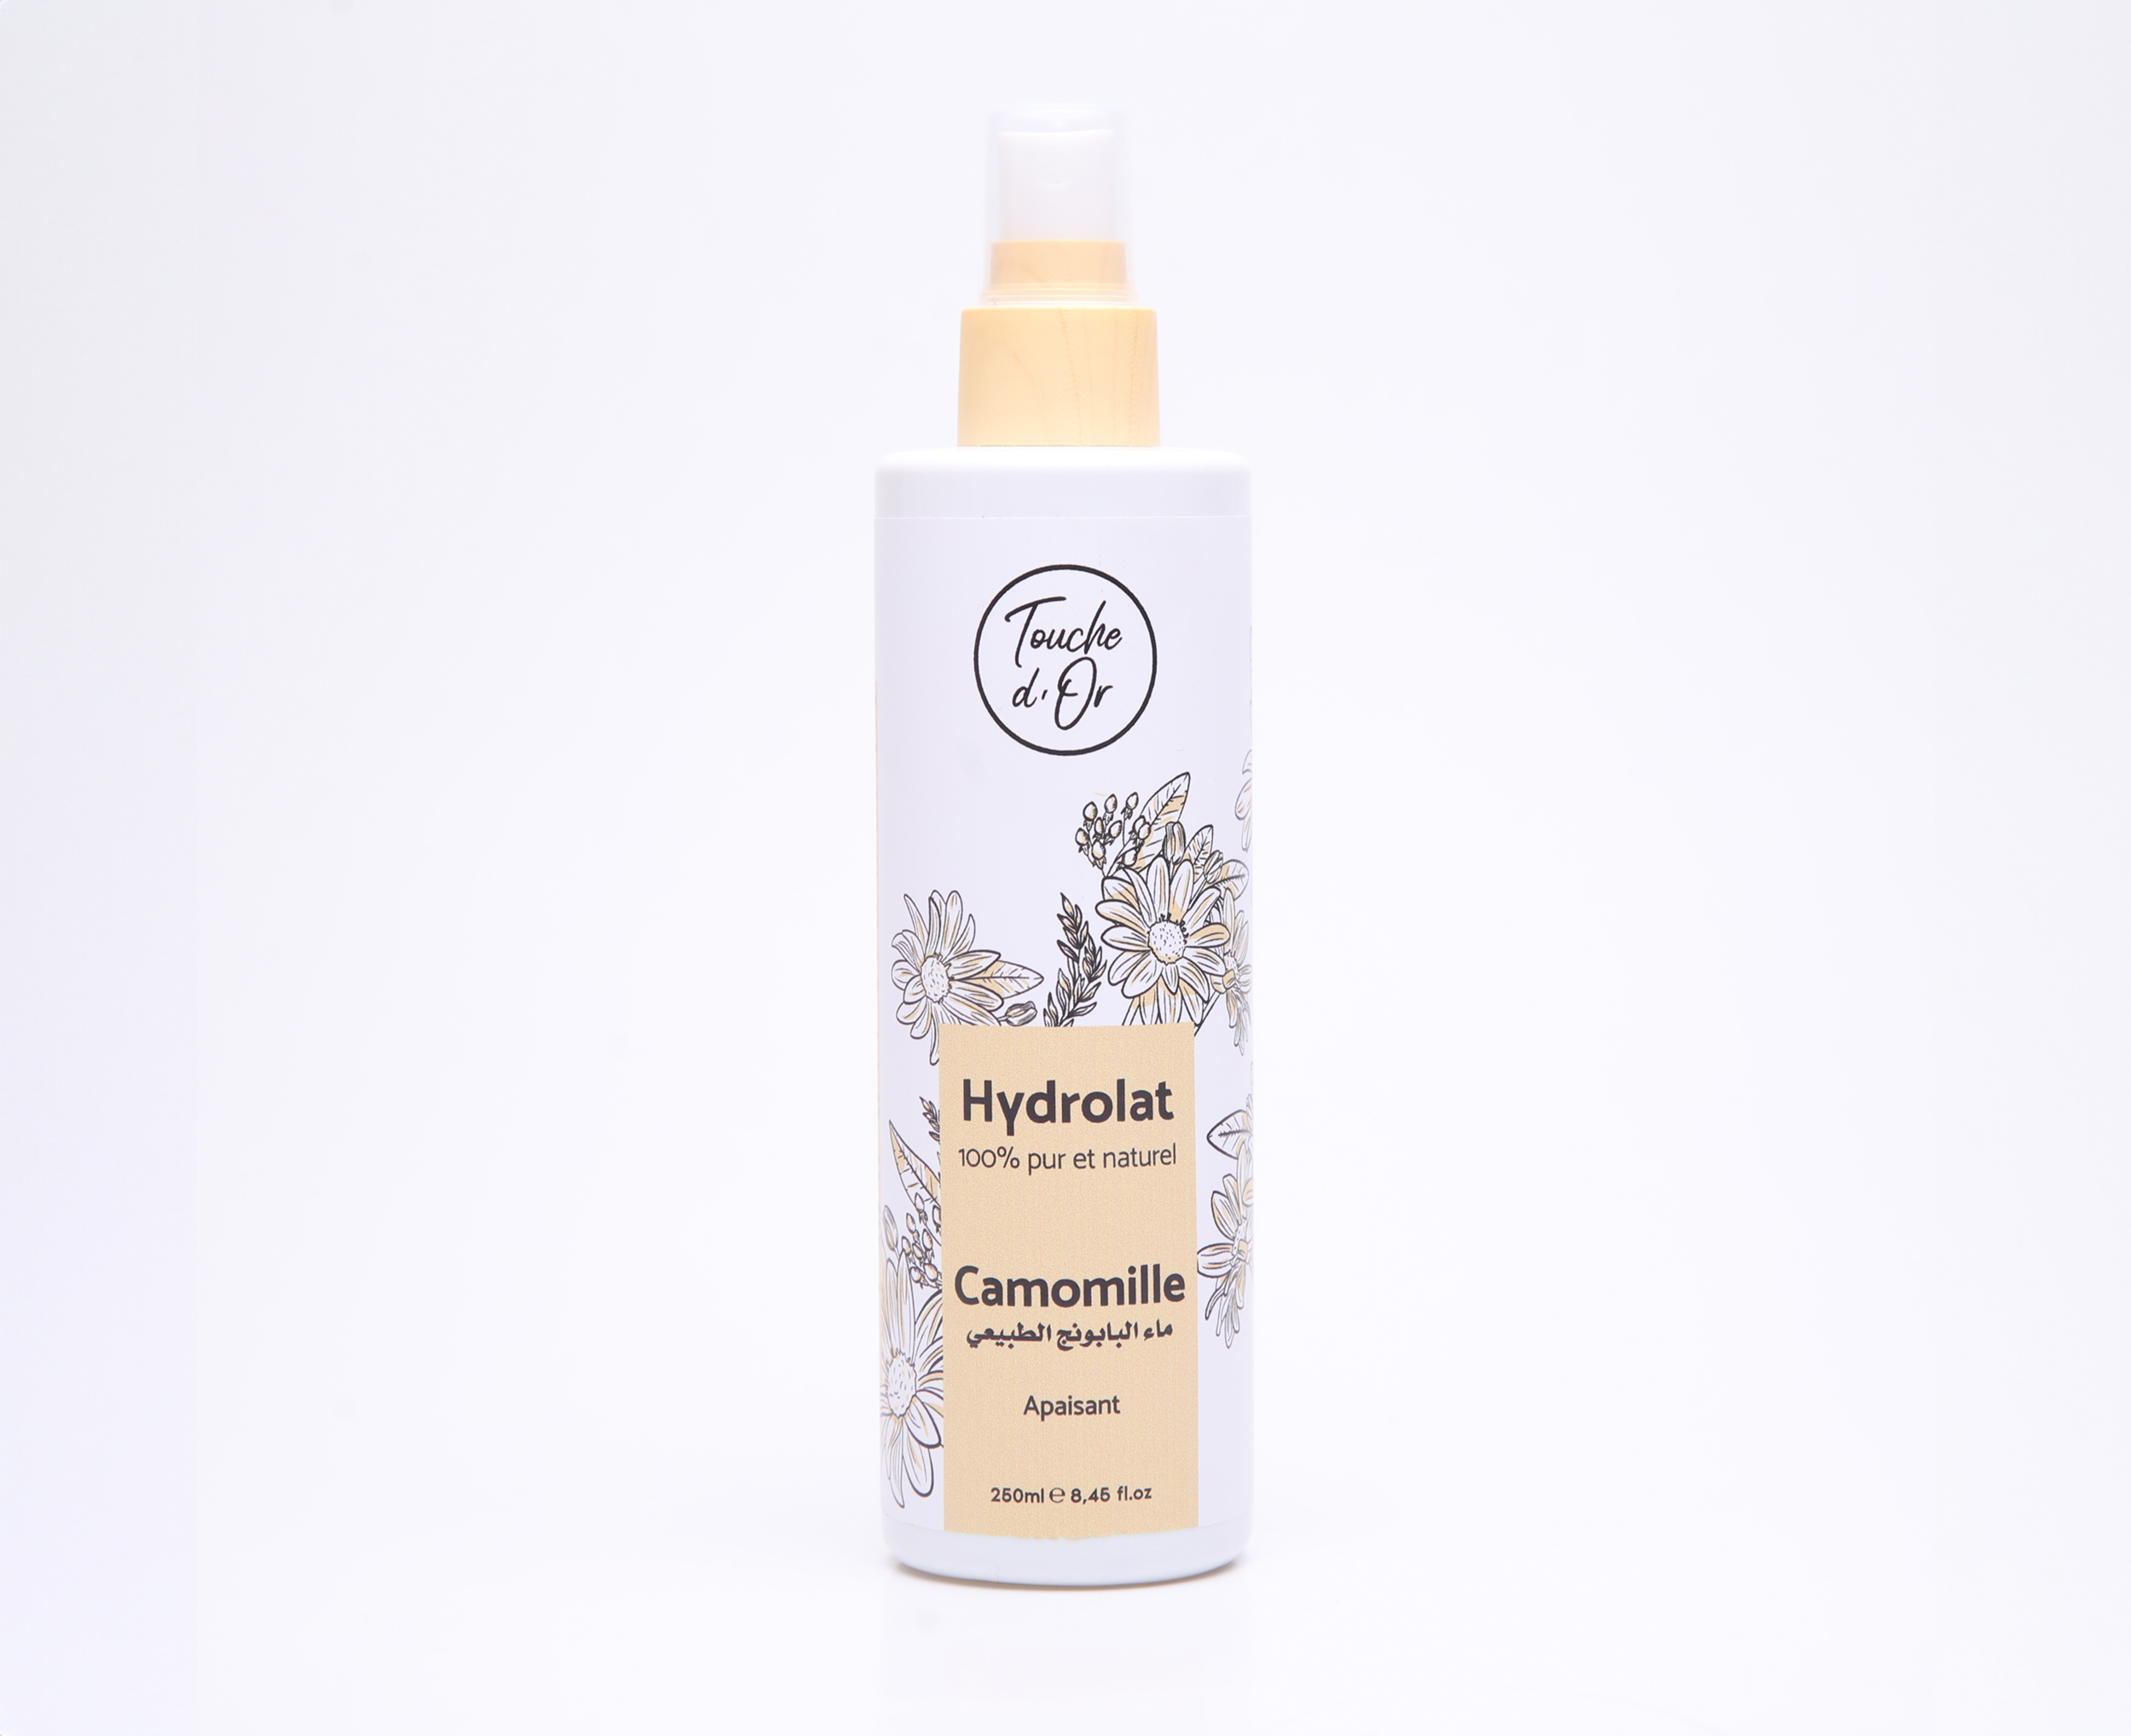 Touche
d'Or
Hydrolat
100% pur et naturel
Camomille
ماء البابونج الطبيعي
Apaisant
250ml ℮ 8,45 fl.oz